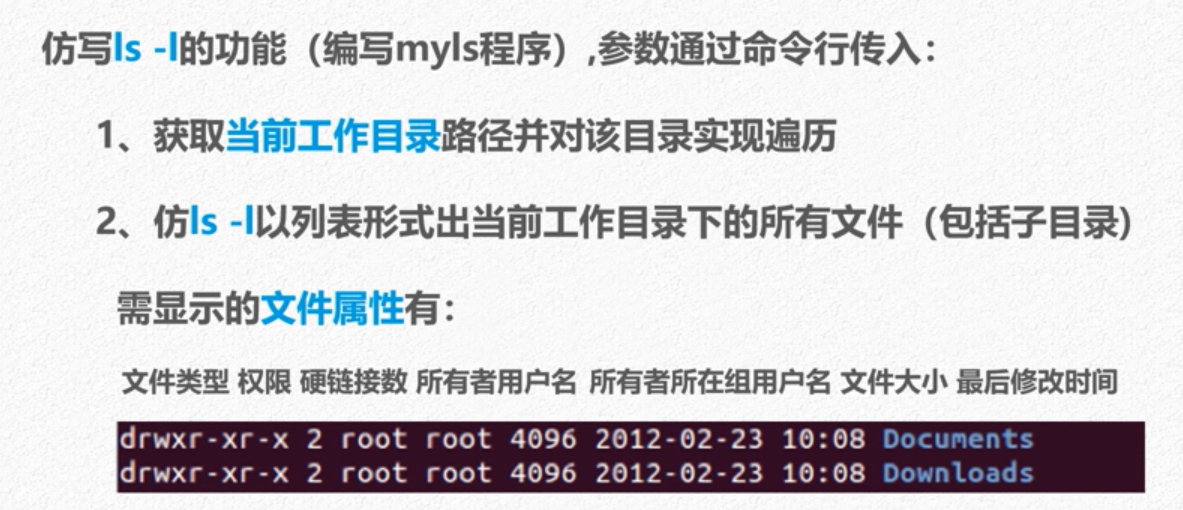 仿写ls -l的功能（编写myls程序）,参数通过命令行传入：
1、获取当前工作目录路径并对该目录实现遍历
2、仿ls -l以列表形式出当前工作目录下的所有文件（包括子目录)
需显示的文件属性有：
文件类型 权限 硬链接数 所有者用户名 所有者所在组用户名 文件大小 最后修改时间
drwxr-xr-x 2 root root 4096 2012-02-23 10:08 Documents
drwxr-xr-x 2 root root 4096 2012-02-23 10:08 Downloads